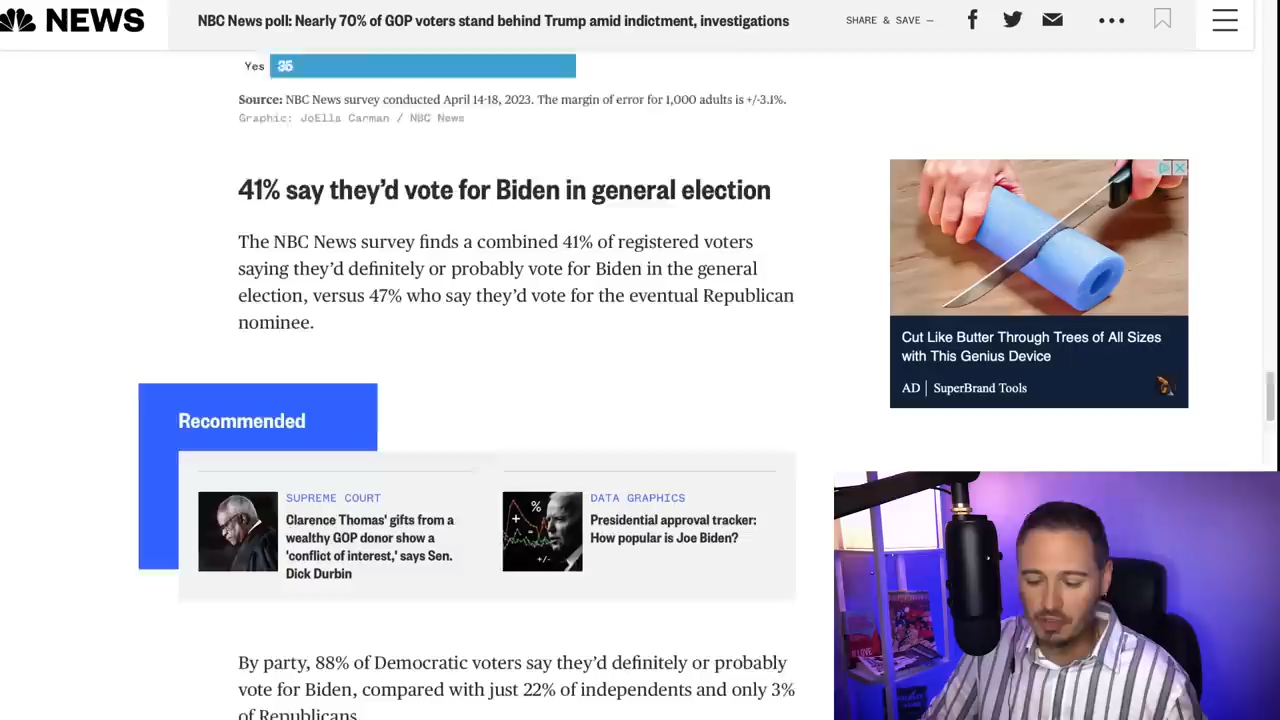 NEWS
NBC News poll: Nearly 70% of GOP voters stand behind Trump amid indictment, investigations
SHARE & SAVE —
Yes 35
Source: NBC News survey conducted April 14-18, 2023. The margin of error for 1,000 adults is +/-3.1%.
Graphic: JoElla Carman / NBC News
41% say they’d vote for Biden in general election
The NBC News survey finds a combined 41% of registered voters
saying they’d definitely or probably vote for Biden in the general
election, versus 47% who say they’d vote for the eventual Republican
nominee.
Cut Like Butter Through Trees of All Sizes
with This Genius Device
AD | SuperBrand Tools
Recommended
SUPREME COURT
Clarence Thomas' gifts from a
wealthy GOP donor show a
'conflict of interest,' says Sen.
Dick Durbin
%
+
+/-
DATA GRAPHICS
Presidential approval tracker:
How popular is Joe Biden?
By party, 88% of Democratic voters say they’d definitely or probably
vote for Biden, compared with just 22% of independents and only 3%
of Republicans.